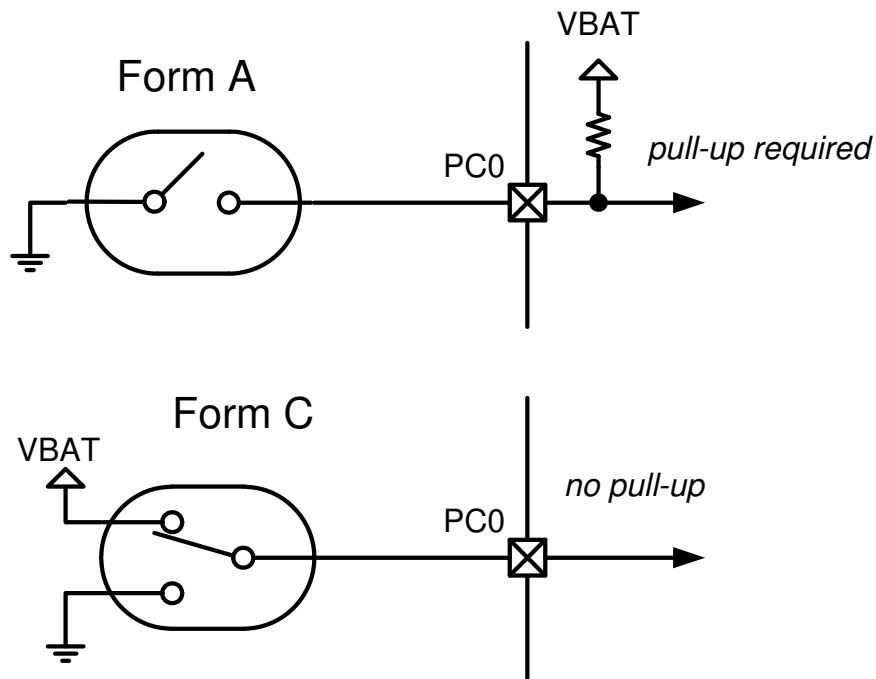 VBAT
Form A
pull-up required
PC0
Form C
VBAT
no pull-up
PC0